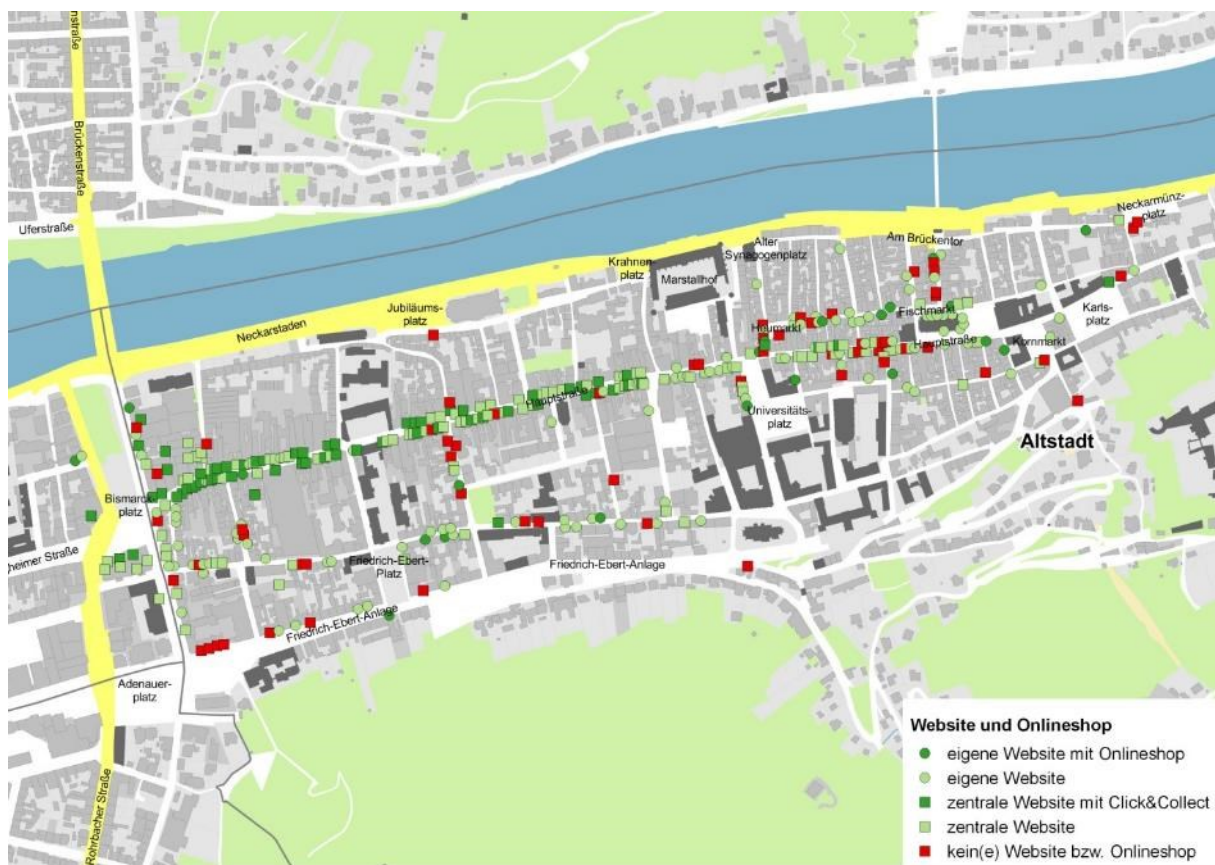 nstraße
Brückenstraße
Uferstraße
Neckarmünz-
platz
Am Brückentor
Alter
Synagogenplatz
Krahnen-
platz
Marstallhof
Jubiläums-
platz
Neckarstaden
Fischmarkt
Heumarkt
Karls-
platz
Hauptstraße
Kornmarkt
Hauptstraße
Universitäts-
platz
Altstadt
Bismarck-
platz
heimer Straße
Friedrich-Ebert-
Platz
Friedrich-Ebert-Anlage
Friedrich-Ebert-Anlage
Adenauer-
platz
Rohrbacher Straße
Website und Onlineshop
eigene Website mit Onlineshop
eigene Website
zentrale Website mit Click&Collect
zentrale Website
kein(e) Website bzw. Onlineshop